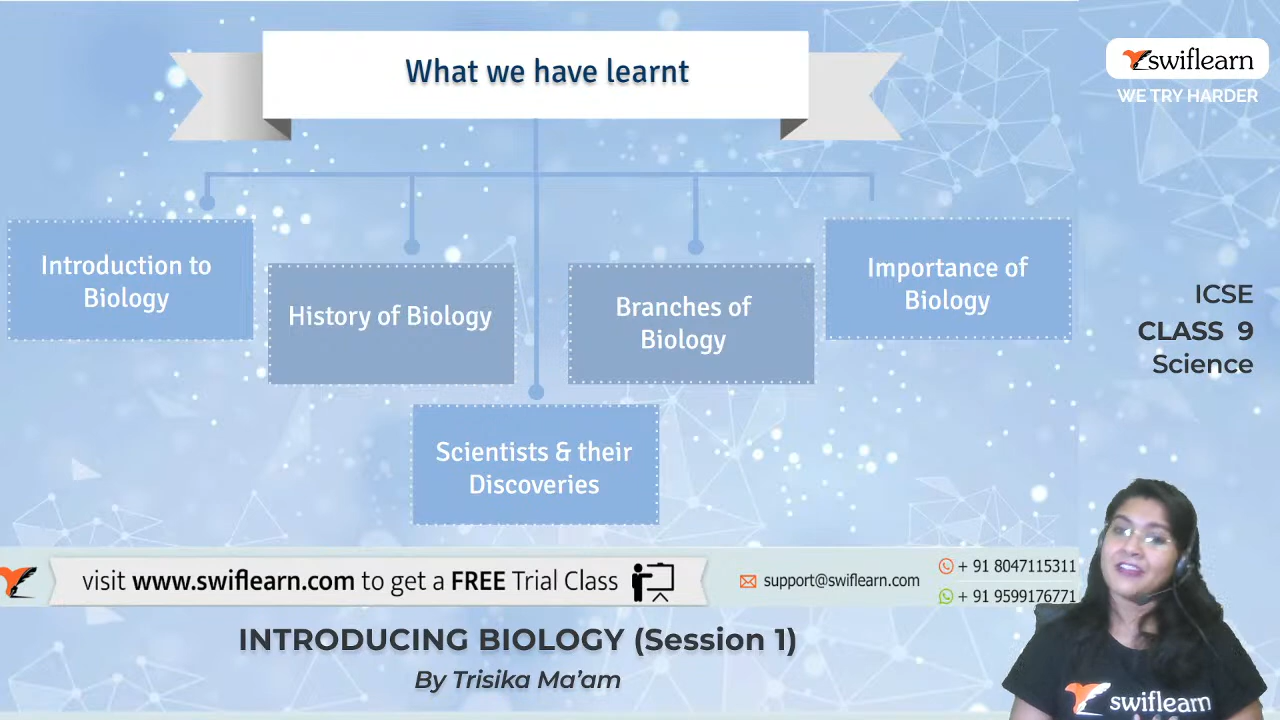 What we have learnt
swiflearn
WE TRY HARDER
Introduction to
Biology
History of Biology
Branches of
Biology
Importance of
Biology
Scientists & their
Discoveries
ICSE
CLASS 9
Science
visit www.swiflearn.com to get a FREE Trial Class
support@swiflearn.com
+ 91 8047115311
+ 91 9599176771
INTRODUCING BIOLOGY (Session 1)
By Trisika Ma’am
swiflearn